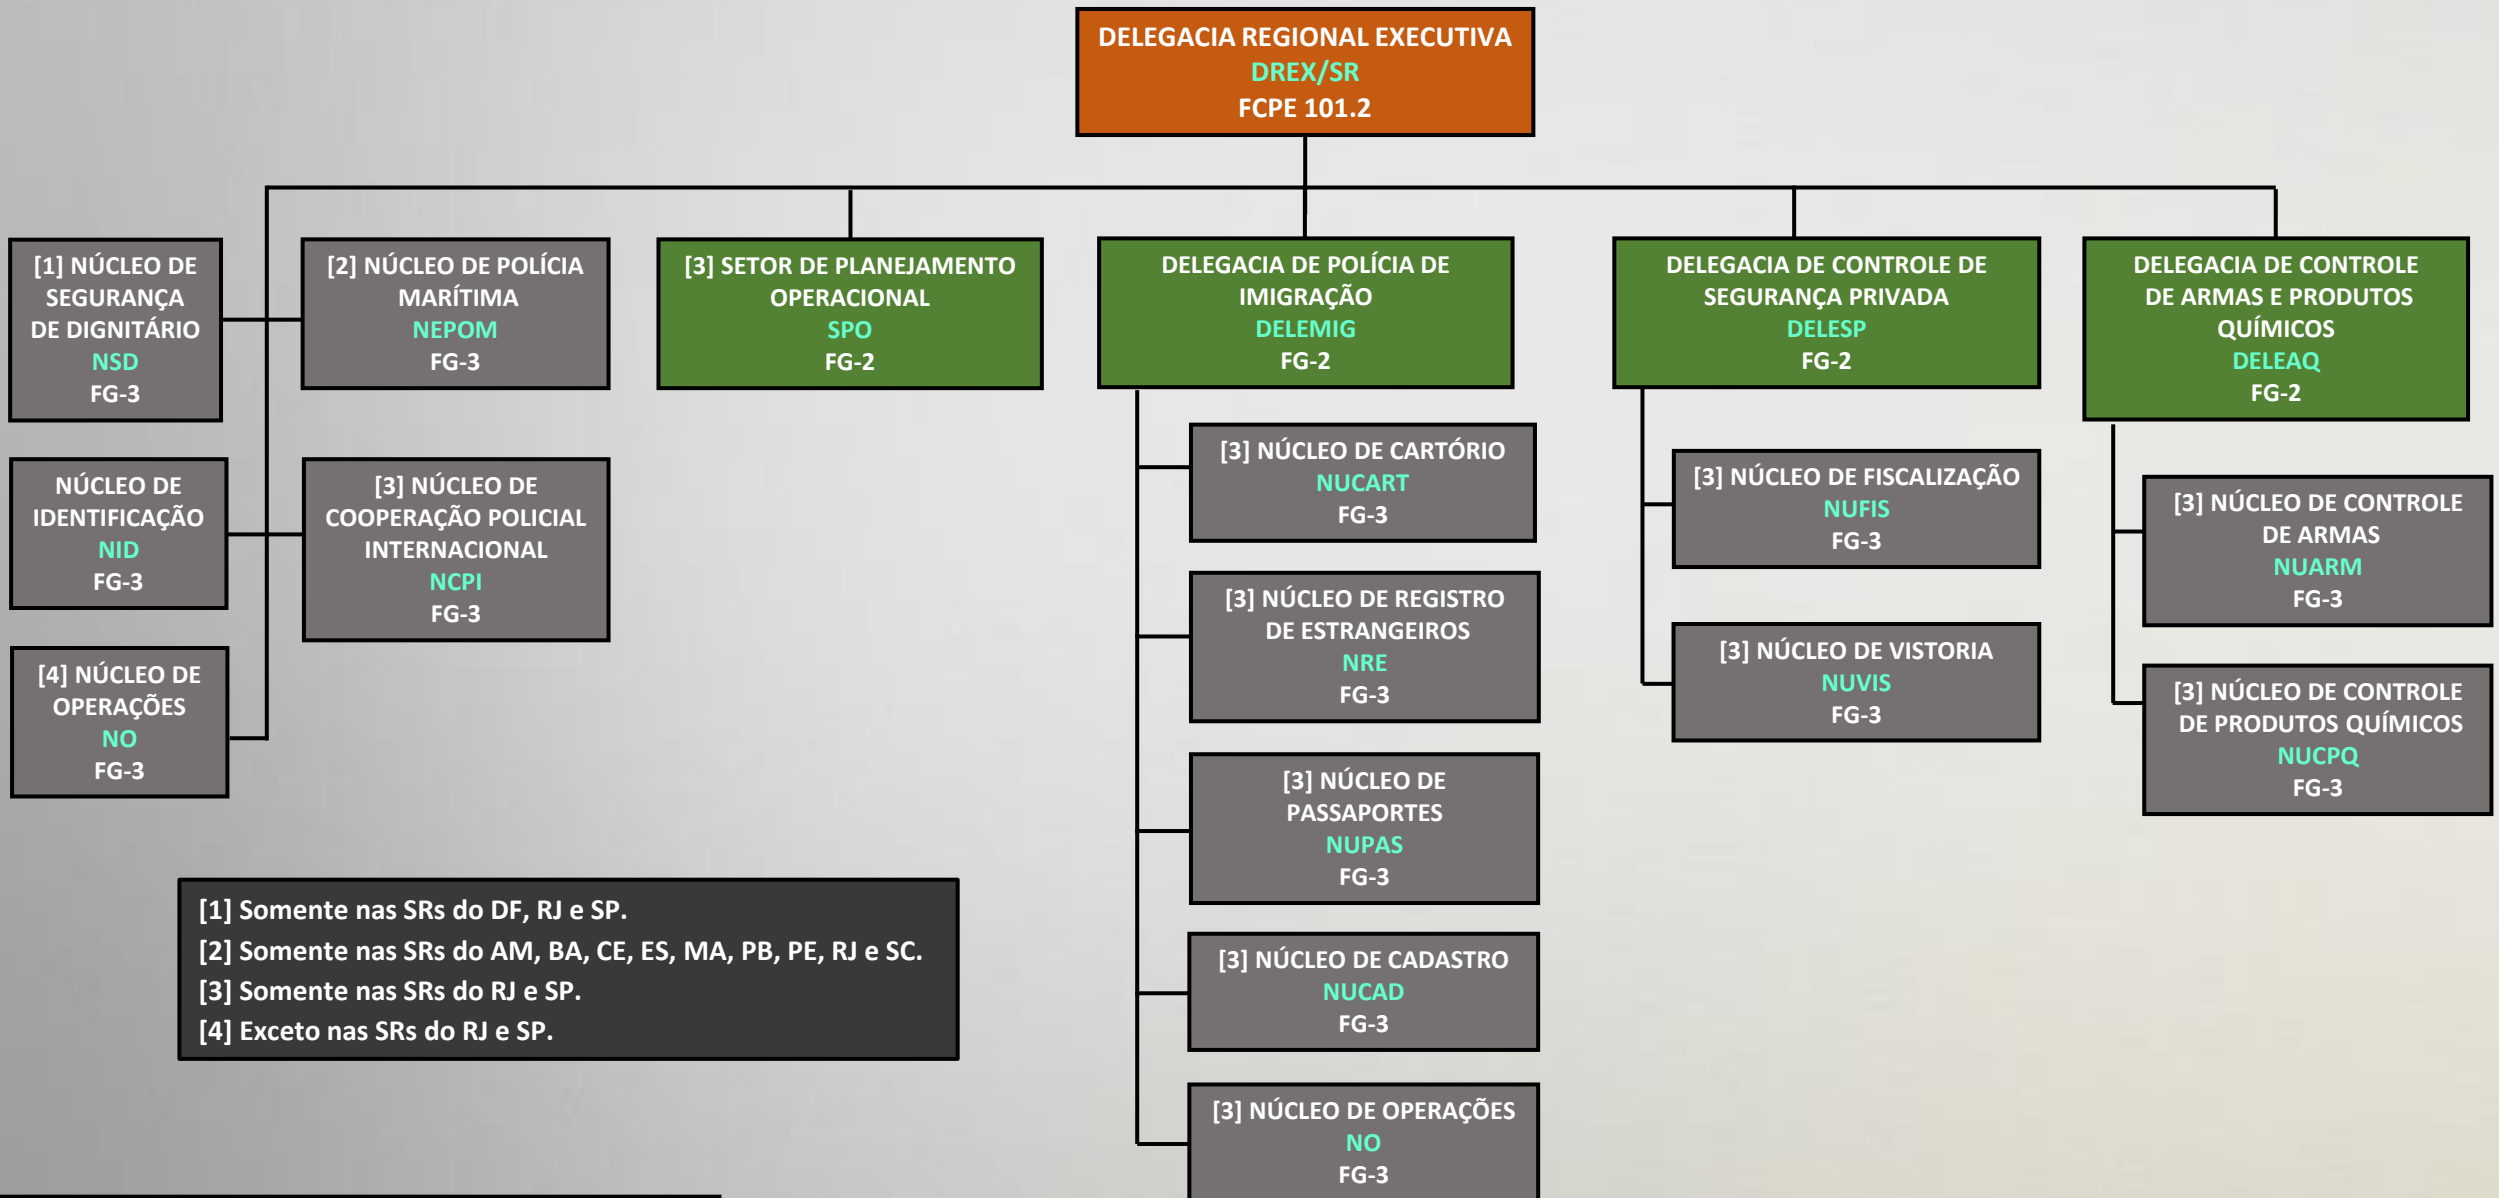 DELEGACIA REGIONAL EXECUTIVA
DREX/SR
FCPE 101.2
[1] NÚCLEO DE
SEGURANÇA
DE DIGNITÁRIO
NSD
FG-3
[2] NÚCLEO DE POLÍCIA
MARÍTIMA
NEPOM
FG-3
NÚCLEO DE
IDENTIFICAÇÃO
NID
FG-3
[3] NÚCLEO DE
COOPERAÇÃO POLICIAL
INTERNACIONAL
NCPI
FG-3
[4] NÚCLEO DE
OPERAÇÕES
NO
FG-3
[3] SETOR DE PLANEJAMENTO
OPERACIONAL
SPO
FG-2
DELEGACIA DE POLÍCIA DE
IMIGRAÇÃO
DELEMIG
FG-2
[3] NÚCLEO DE CARTÓRIO
NUCART
FG-3
[3] NÚCLEO DE REGISTRO
DE ESTRANGEIROS
NRE
FG-3
[3] NÚCLEO DE
PASSAPORTES
NUPAS
FG-3
[3] NÚCLEO DE CADASTRO
NUCAD
FG-3
[3] NÚCLEO DE OPERAÇÕES
NO
FG-3
DELEGACIA DE CONTROLE DE
SEGURANÇA PRIVADA
DELESP
FG-2
[3] NÚCLEO DE FISCALIZAÇÃO
NUFIS
FG-3
[3] NÚCLEO DE VISTORIA
NUVIS
FG-3
DELEGACIA DE CONTROLE
DE ARMAS E PRODUTOS
QUÍMICOS
DELEAQ
FG-2
[3] NÚCLEO DE CONTROLE
DE ARMAS
NUARM
FG-3
[3] NÚCLEO DE CONTROLE
DE PRODUTOS QUÍMICOS
NUCPQ
FG-3
[1] Somente nas SRs do DF, RJ e SP.
[2] Somente nas SRs do AM, BA, CE, ES, MA, PB, PE, RJ e SC.
[3] Somente nas SRs do RJ e SP.
[4] Exceto nas SRs do RJ e SP.